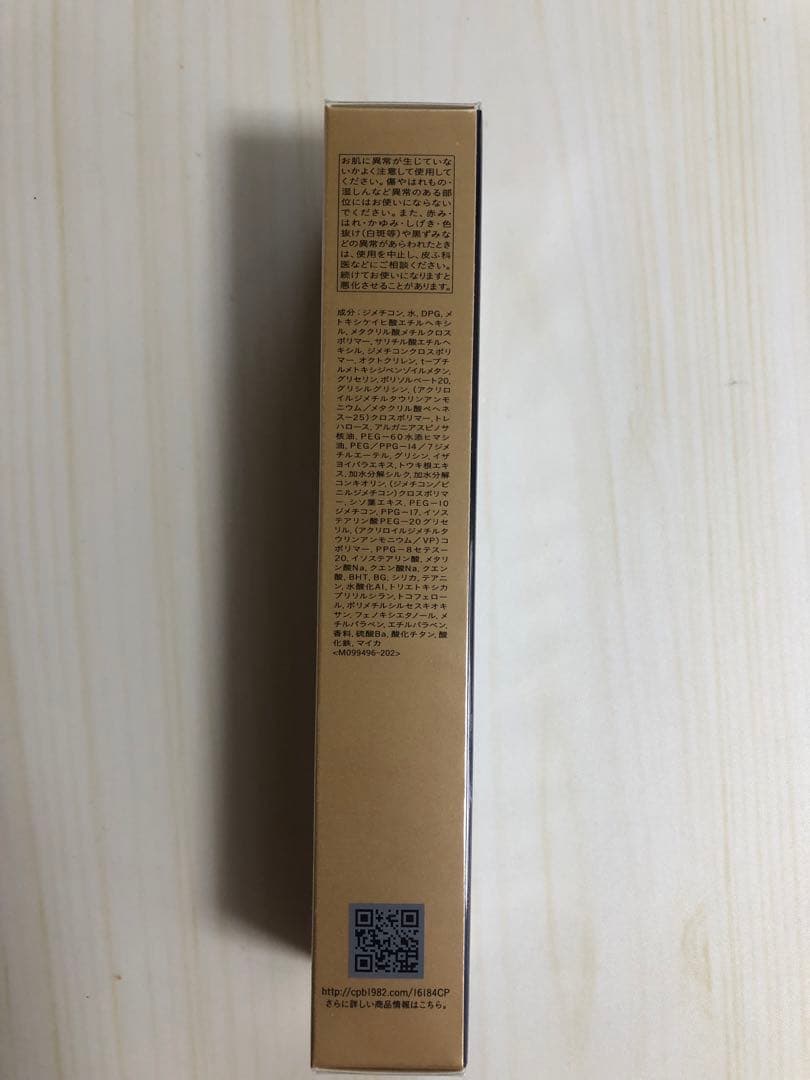 お肌に異常が生じていな
いかよく注意して使用して
ください。傷やはれもの・
湿しんなど異常のある部
位にはお使いにならない
でください。また、赤み・
はれ・かゆみ・しげき・色
抜け(白斑等)や黒ずみな
どの異常があらわれたとき
は、使用を中止し、皮ふ科
医などにご相談ください。
続けてお使いになりますと
悪化させることがあります。
成分:ジメチコン, 水, DPG, メ
トキシケイヒ酸エチルヘキシ
ル, メタクリル酸メチルクロス
ポリマー, サリチル酸エチルヘ
キシル, ジメチコンクロスポリ
マー, オクトクリレン, t-ブチ
ルメトキシジベンゾイルメタン,
グリセリン, ポリソルベート20,
グリシルグリシン, (アクリロ
イルジメチルタウリンアンモ
ニウム/メタクリル酸ベヘネ
ス-25)クロスポリマー, トレ
ハロース, アルガニアスピノサ
核油, PEG-60水添ヒマシ
油, PEG/PPG-14/7ジメ
チルエーテル, グリシン, イザ
ヨイバラエキス, トウキ根エキ
ス, 加水分解シルク, 加水分解
コンキオリン, (ジメチコン/ビ
ニルジメチコン)クロスポリマ
ー, シソ葉エキス, PEG-10
ジメチコン, PPG-17, イソス
テアリン酸PEG-20グリセ
リル, (アクリロイルジメチルタ
ウリンアンモニウム/VP)コ
ポリマー, PPG-8セテス-
20, イソステアリン酸, メタリ
ン酸Na, クエン酸Na, クエン
酸, BHT, BG, シリカ, テアニ
ン, 水酸化Al, トリエトキシカ
プリリルシラン, トコフェロー
ル, ポリメチルシルセスキオキ
サン, フェノキシエタノール, メ
チルパラベン, エチルパラベン,
香料, 硫酸Ba, 酸化チタン, 酸
化鉄, マイカ
<M099496-202>
http://cpb1982.com/16184CP
さらに詳しい商品情報はこちら。